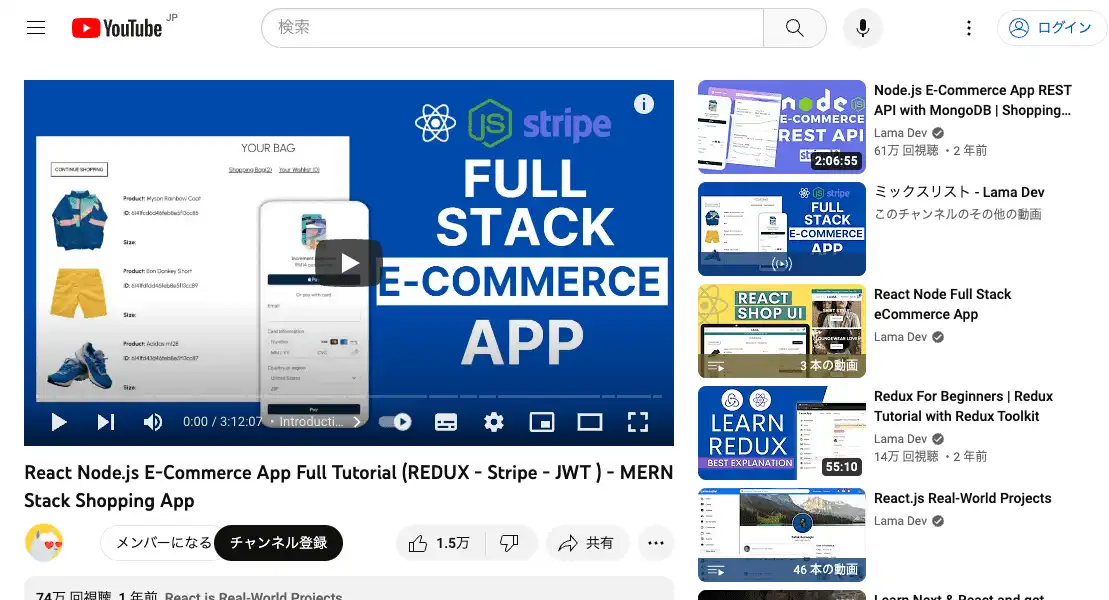 YouTube JP
検索
ログイン
YOUR BAG
CONTINUE SHOPPING
Shopping Bag(2) Your Wishlist (0)
Product: Myson Rainbow Coat
Size:
Product: Bon Donkey Short
Size:
Product: Adidas m128
Size:
Or pay with card
Email
Card information
Country or region
United States
ZIP
Pay
JS stripe
FULL
STACK
E-COMMERCE
APP
0:00 / 3:12:07 • Introducti...
React Node.js E-Commerce App Full Tutorial (REDUX - Stripe - JWT ) - MERN
Stack Shopping App
メンバーになる
チャンネル登録
1.5万
共有
74万 回視聴 1 年前 React.js Real-World Projects
node JS
E-COMMERCE
REST API
stripe
2:06:55
Node.js E-Commerce App REST
API with MongoDB | Shopping...
Lama Dev
61万 回視聴 ・2 年前
JS stripe
FULL
STACK
E-COMMERCE
APP
ミックスリスト - Lama Dev
このチャンネルのその他の動画
REACT
SHOP UI
3 本の動画
React Node Full Stack
eCommerce App
Lama Dev
LEARN
REDUX
BEST EXPLANATION
55:10
Redux For Beginners | Redux
Tutorial with Redux Toolkit
Lama Dev
14万 回視聴 ・2 年前
46 本の動画
React.js Real-World Projects
Lama Dev
Learn Next & React and get